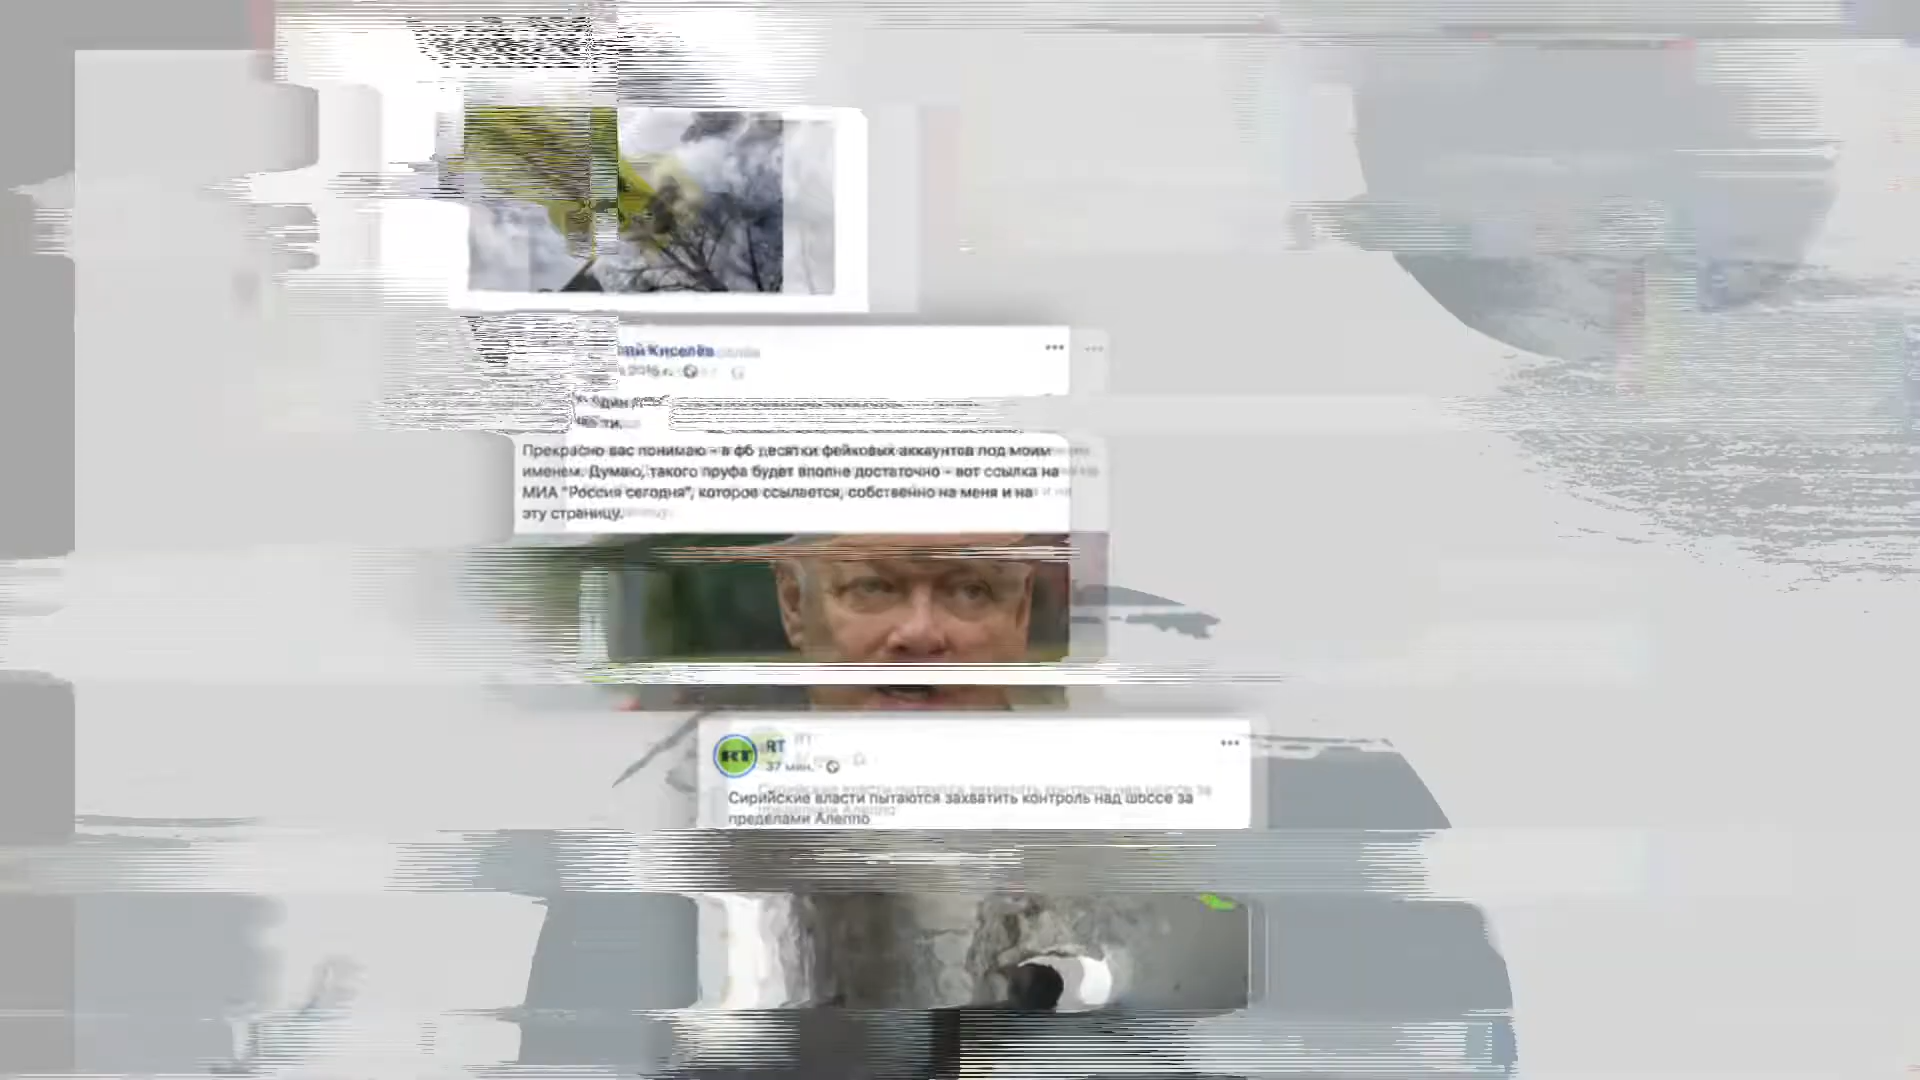 Киселёв
Прекрасно вас понимаю - в фб десятки фейковых аккаунтов под моим
именем. Думаю, такого пруфа будет вполне достаточно - вот ссылка на
МИА "Россия сегодня", которое ссылается, собственно на меня и на
эту страницу.
RT
RT
37 мин.
Сирийские власти пытаются захватить контроль над шоссе за
пределами Алеппо